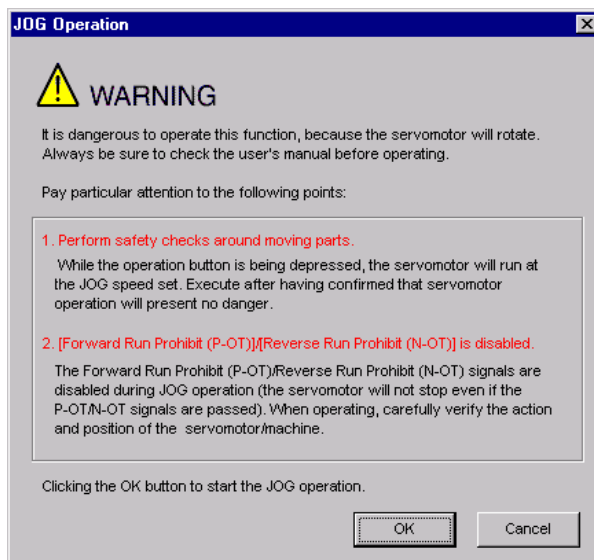 JOG Operation
WARNING
It is dangerous to operate this function, because the servomotor will rotate.
Always be sure to check the user's manual before operating.
Pay particular attention to the following points:
1. Perform safety checks around moving parts.
While the operation button is being depressed, the servomotor will run at
the JOG speed set. Execute after having confirmed that servomotor
operation will present no danger.
2. [Forward Run Prohibit (P-OT)]/[Reverse Run Prohibit (N-OT)] is disabled.
The Forward Run Prohibit (P-OT)/Reverse Run Prohibit (N-OT) signals are
disabled during JOG operation (the servomotor will not stop even if the
P-OT/N-OT signals are passed). When operating, carefully verify the action
and position of the servomotor/machine.
Clicking the OK button to start the JOG operation.
OK
Cancel